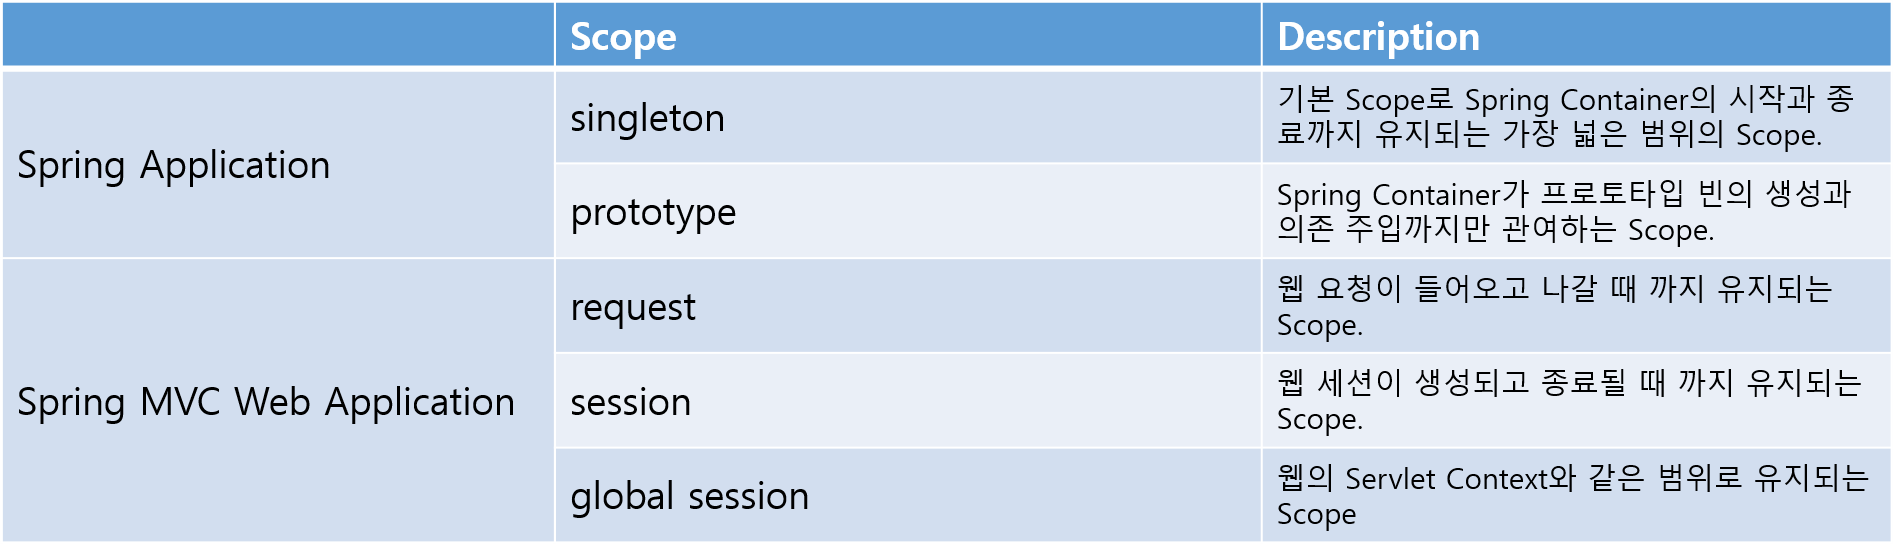 Scope
Description
Spring Application
singleton
기본 Scope로 Spring Container의 시작과 종
료까지 유지되는 가장 넓은 범위의 Scope.
prototype
Spring Container가 프로토타입 빈의 생성과
의존 주입까지만 관여하는 Scope.
Spring MVC Web Application
request
웹 요청이 들어오고 나갈 때 까지 유지되는
Scope.
session
웹 세션이 생성되고 종료될 때 까지 유지되는
Scope.
global session
웹의 Servlet Context와 같은 범위로 유지되는
Scope